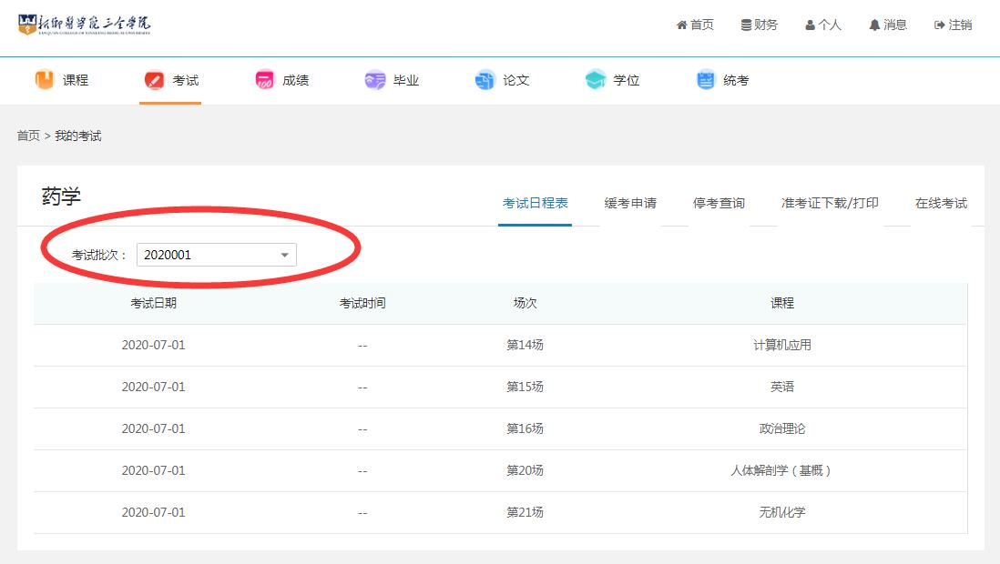 新乡医学院三全学院
SANQUAN COLLEGE OF XINXIANG MEDICAL UNIVERSITY
首页 财务 个人 消息 注销
课程 考试 100 成绩 毕业 论文 学位 统考
首页 > 我的考试
药学
考试日程表 缓考申请 停考查询 准考证下载/打印 在线考试
考试批次： 2020001
考试日期 考试时间 场次 课程
2020-07-01 -- 第14场 计算机应用
2020-07-01 -- 第15场 英语
2020-07-01 -- 第16场 政治理论
2020-07-01 -- 第20场 人体解剖学（基概）
2020-07-01 -- 第21场 无机化学